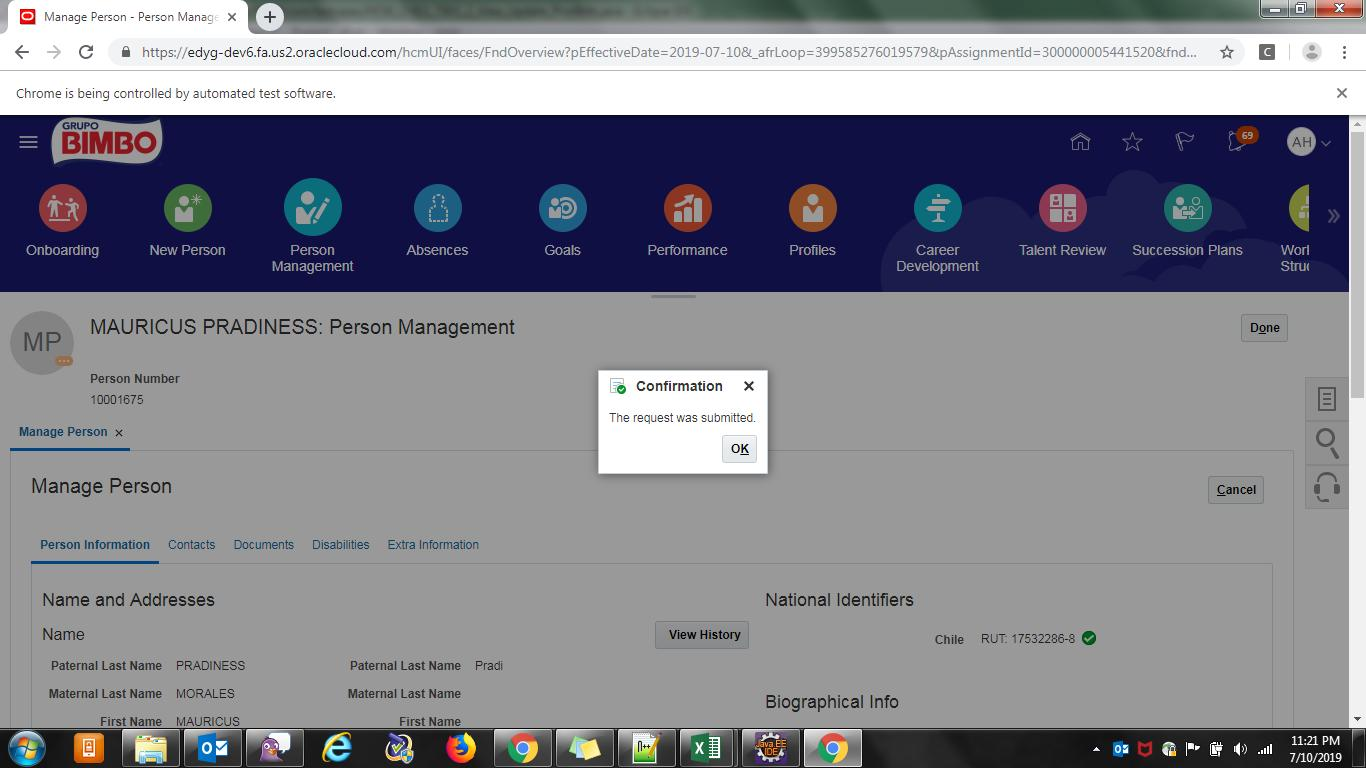 Manage Person - Person Manage
https://edyg-dev6.fa.us2.oraclecloud.com/hcmUI/faces/FndOverview?pEffectiveDate=2019-07-10&_afrLoop=399585276019579&pAssignmentId=300000005441520&fnd...
C
Chrome is being controlled by automated test software.
GRUPO
BIMBO
69
AH
Onboarding
New Person
Person
Management
Absences
Goals
Performance
Profiles
Career
Development
Talent Review
Succession Plans
Worl
Struc
MP
MAURICUS PRADINESS: Person Management
Done
Person Number
10001675
Manage Person
Confirmation
The request was submitted.
OK
Manage Person
Cancel
Person Information Contacts Documents Disabilities Extra Information
Name and Addresses
National Identifiers
Name
View History
Chile RUT: 17532286-8
Paternal Last Name PRADINESS Paternal Last Name Pradi
Maternal Last Name MORALES Maternal Last Name
Biographical Info
First Name MAURICUS First Name
Java EE
IDE
11:21 PM
7/10/2019